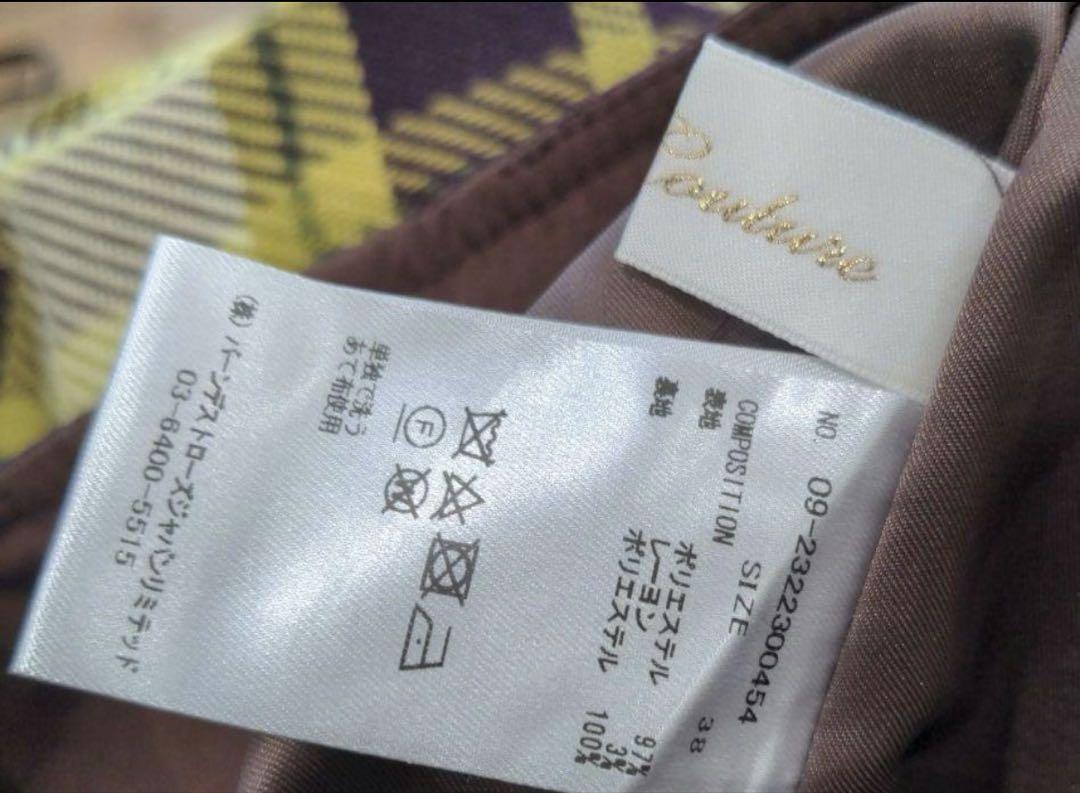 Couture
NO. 09-2322300454
SIZE 38
COMPOSITION
表地 ポリエステル 97%
レーヨン 3%
裏地 ポリエステル 100%
F
単独で洗う
あて布使用
(株)バーンデストローズジャパンリミテッド
03-6400-5515